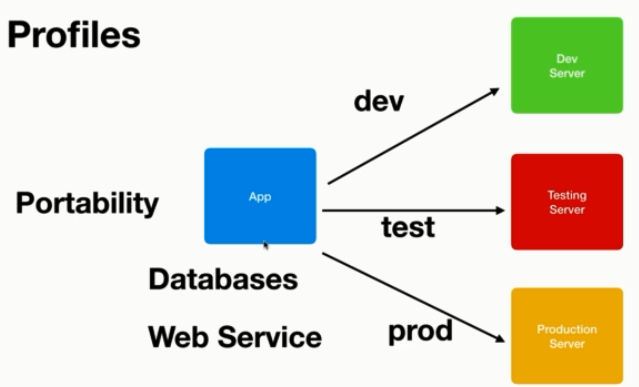 Profiles
Dev
Server
dev
App
Portability
Testing
Server
test
Databases
Web Service
prod
Production
Server